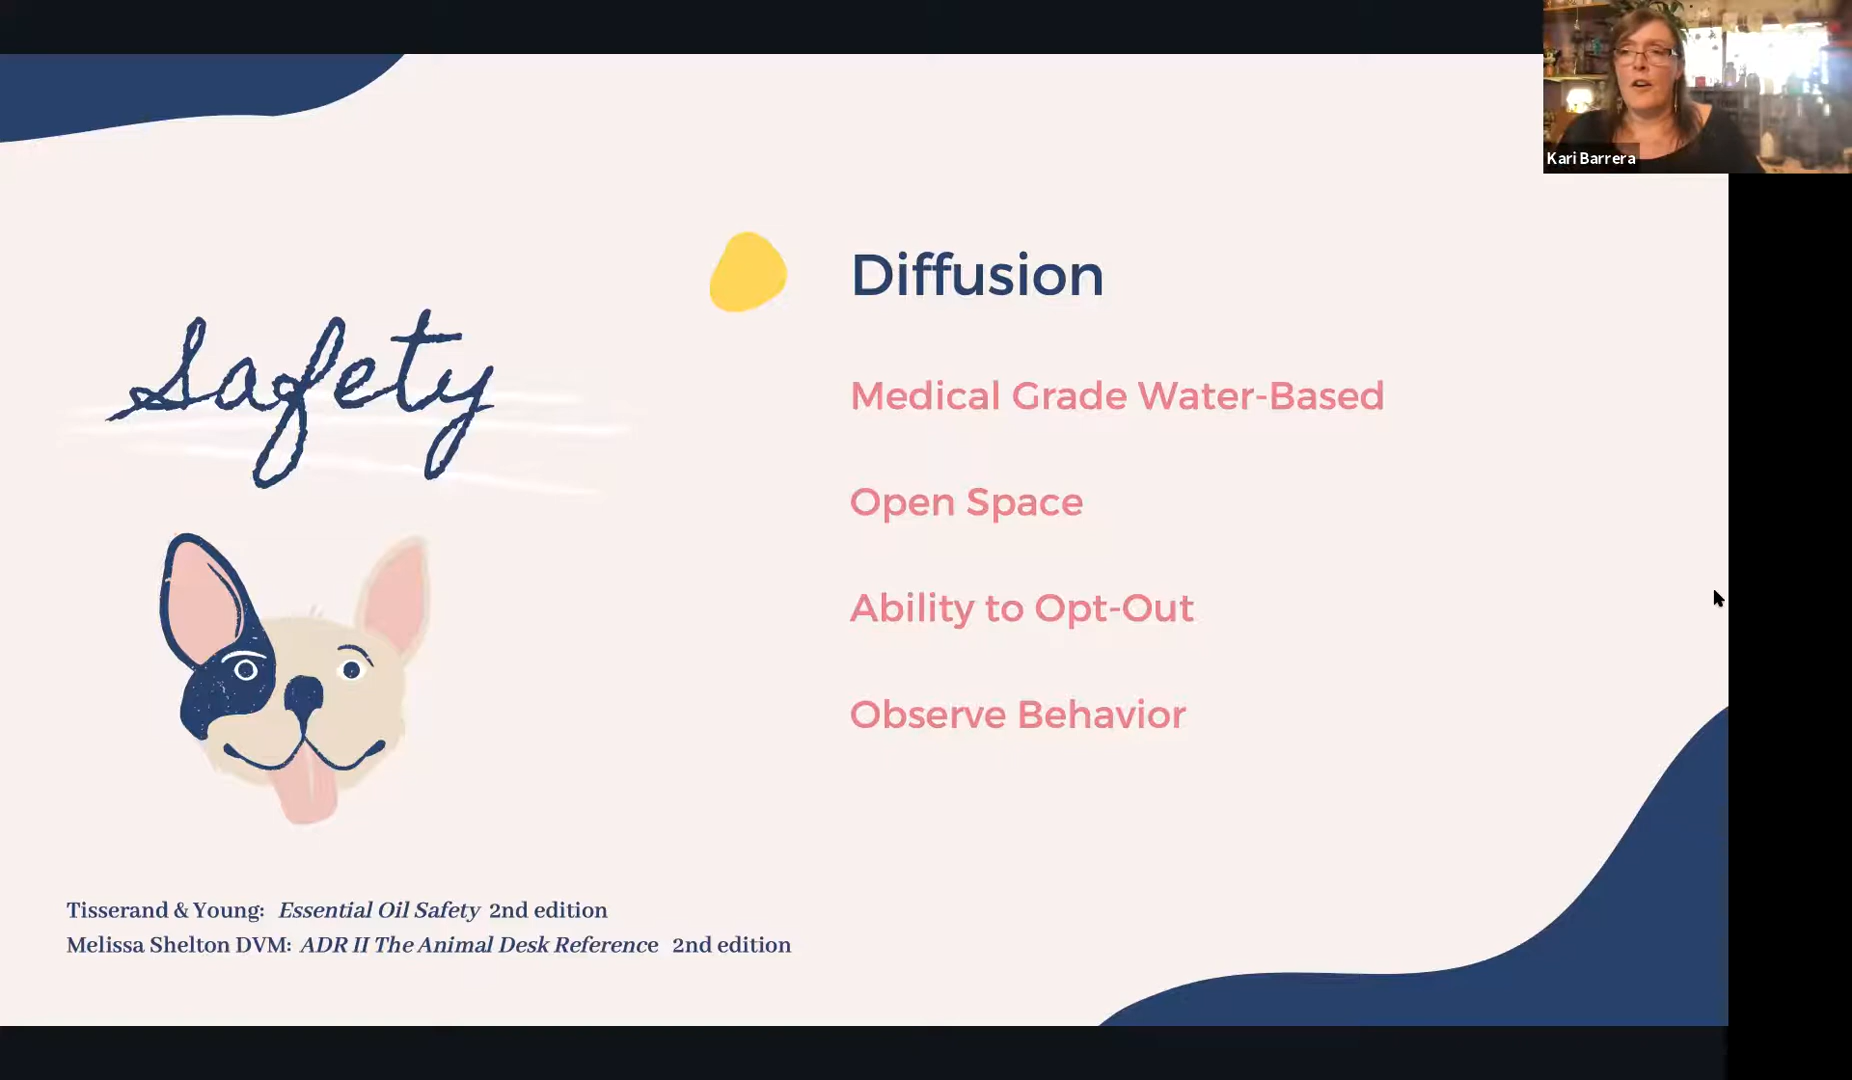 Kari Barrera
Safety
Diffusion
Medical Grade Water-Based
Open Space
Ability to Opt-Out
Observe Behavior
Tisserand & Young: Essential Oil Safety 2nd edition
Melissa Shelton DVM: ADR II The Animal Desk Reference 2nd edition